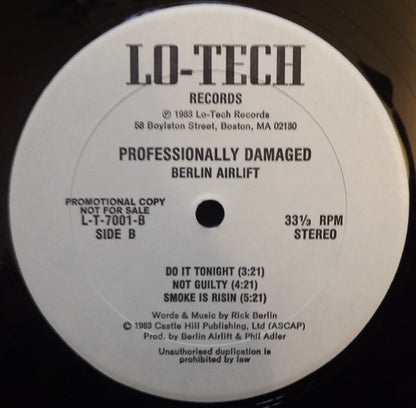 LO-TECH
RECORDS
℗ 1983 Lo-Tech Records
58 Boylston Street, Boston, MA 02130
PROFESSIONALLY DAMAGED
BERLIN AIRLIFT
PROMOTIONAL COPY
NOT FOR SALE
L-T-7001-B
SIDE B
33⅓ RPM
STEREO
DO IT TONIGHT (3:21)
NOT GUILTY (4:21)
SMOKE IS RISIN (5:21)
Words & Music by Rick Berlin
© 1983 Castle Hill Publishing, Ltd (ASCAP)
Prod. by Berlin Airlift & Phil Adler
Unauthorised duplication is
prohibited by law